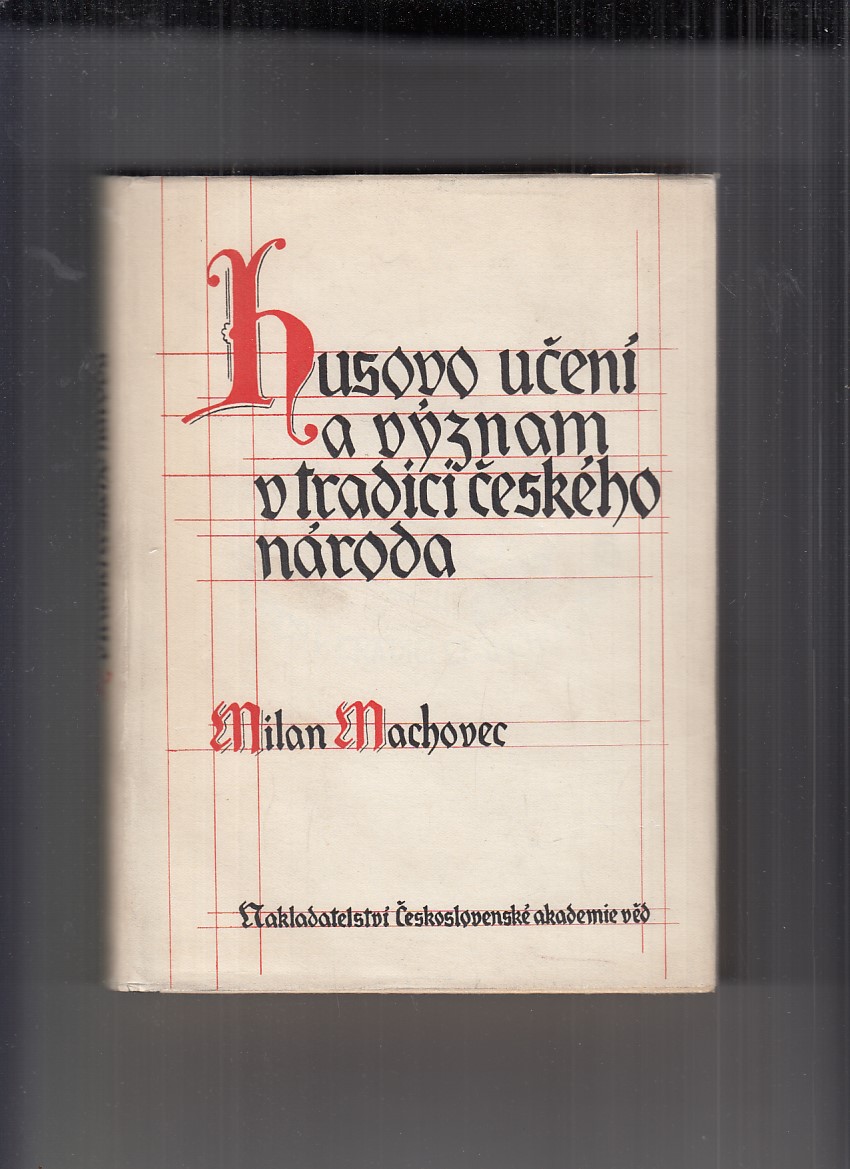 Husovo učení
a význam
v tradici českého
národa
Milan Machovec
Nakladatelství Československé akademie věd